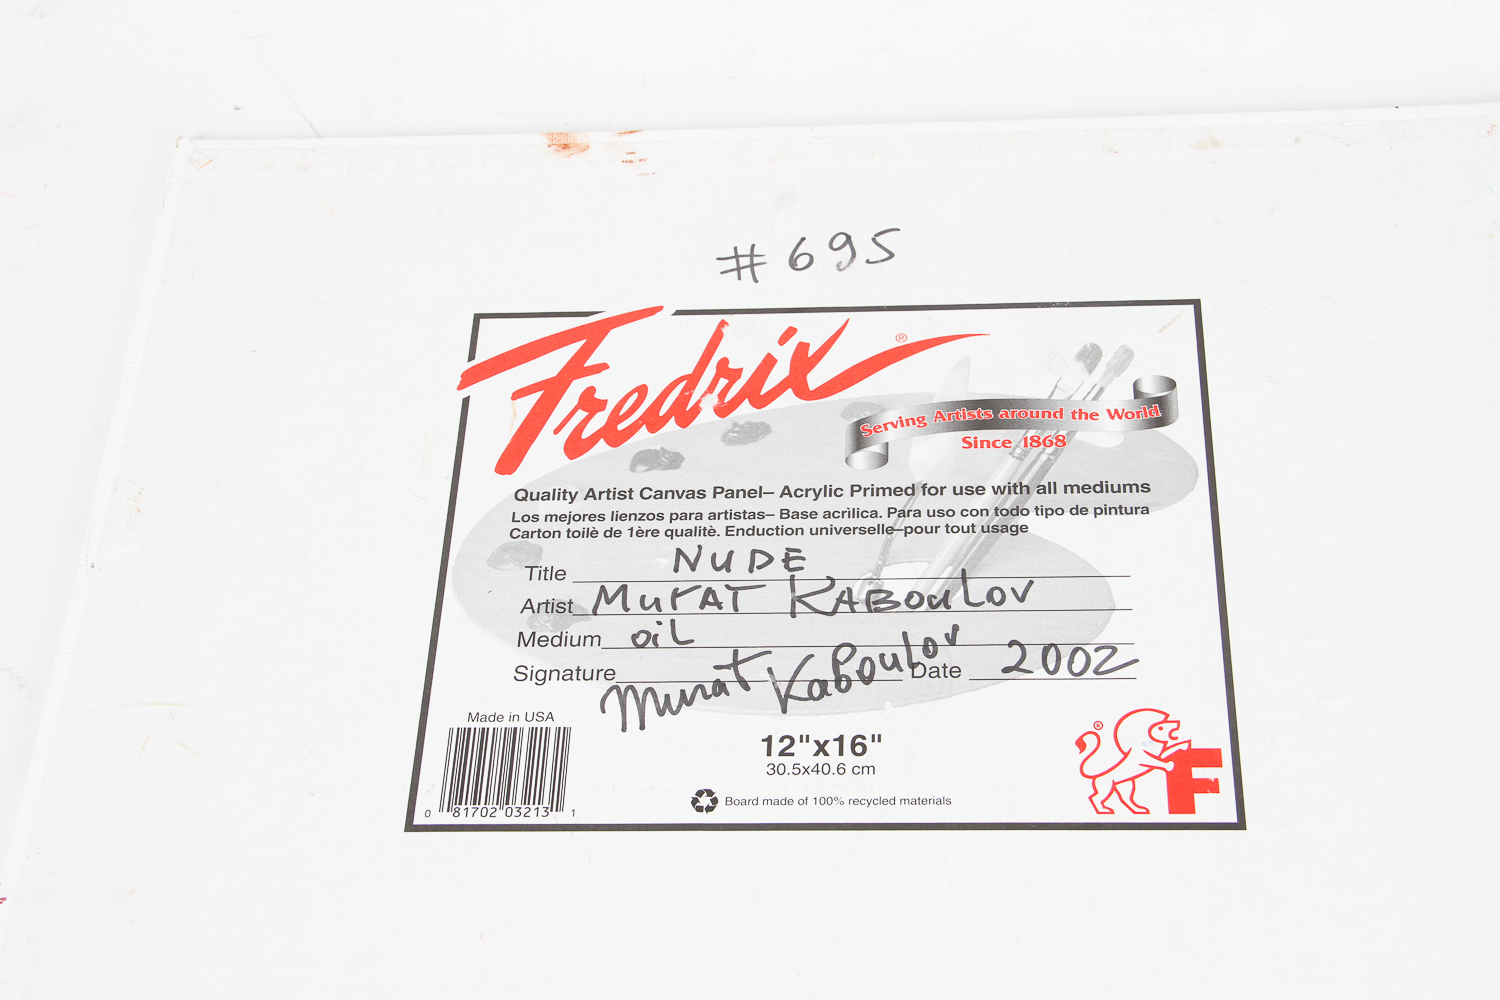 #695
Fredrix®
Serving Artists around the World
Since 1868
Quality Artist Canvas Panel– Acrylic Primed for use with all mediums
Los mejores lienzos para artistas– Base acrìlica. Para uso con todo tipo de pintura
Carton toilè de 1ère qualitè. Enduction universelle–pour tout usage
Title NUDE
Artist MURAT KABOULOV
Medium oil
Signature Murat Kaboulov Date 2002
Made in USA
12"x16"
30.5x40.6 cm
Board made of 100% recycled materials
0 81702 03213 1
® F